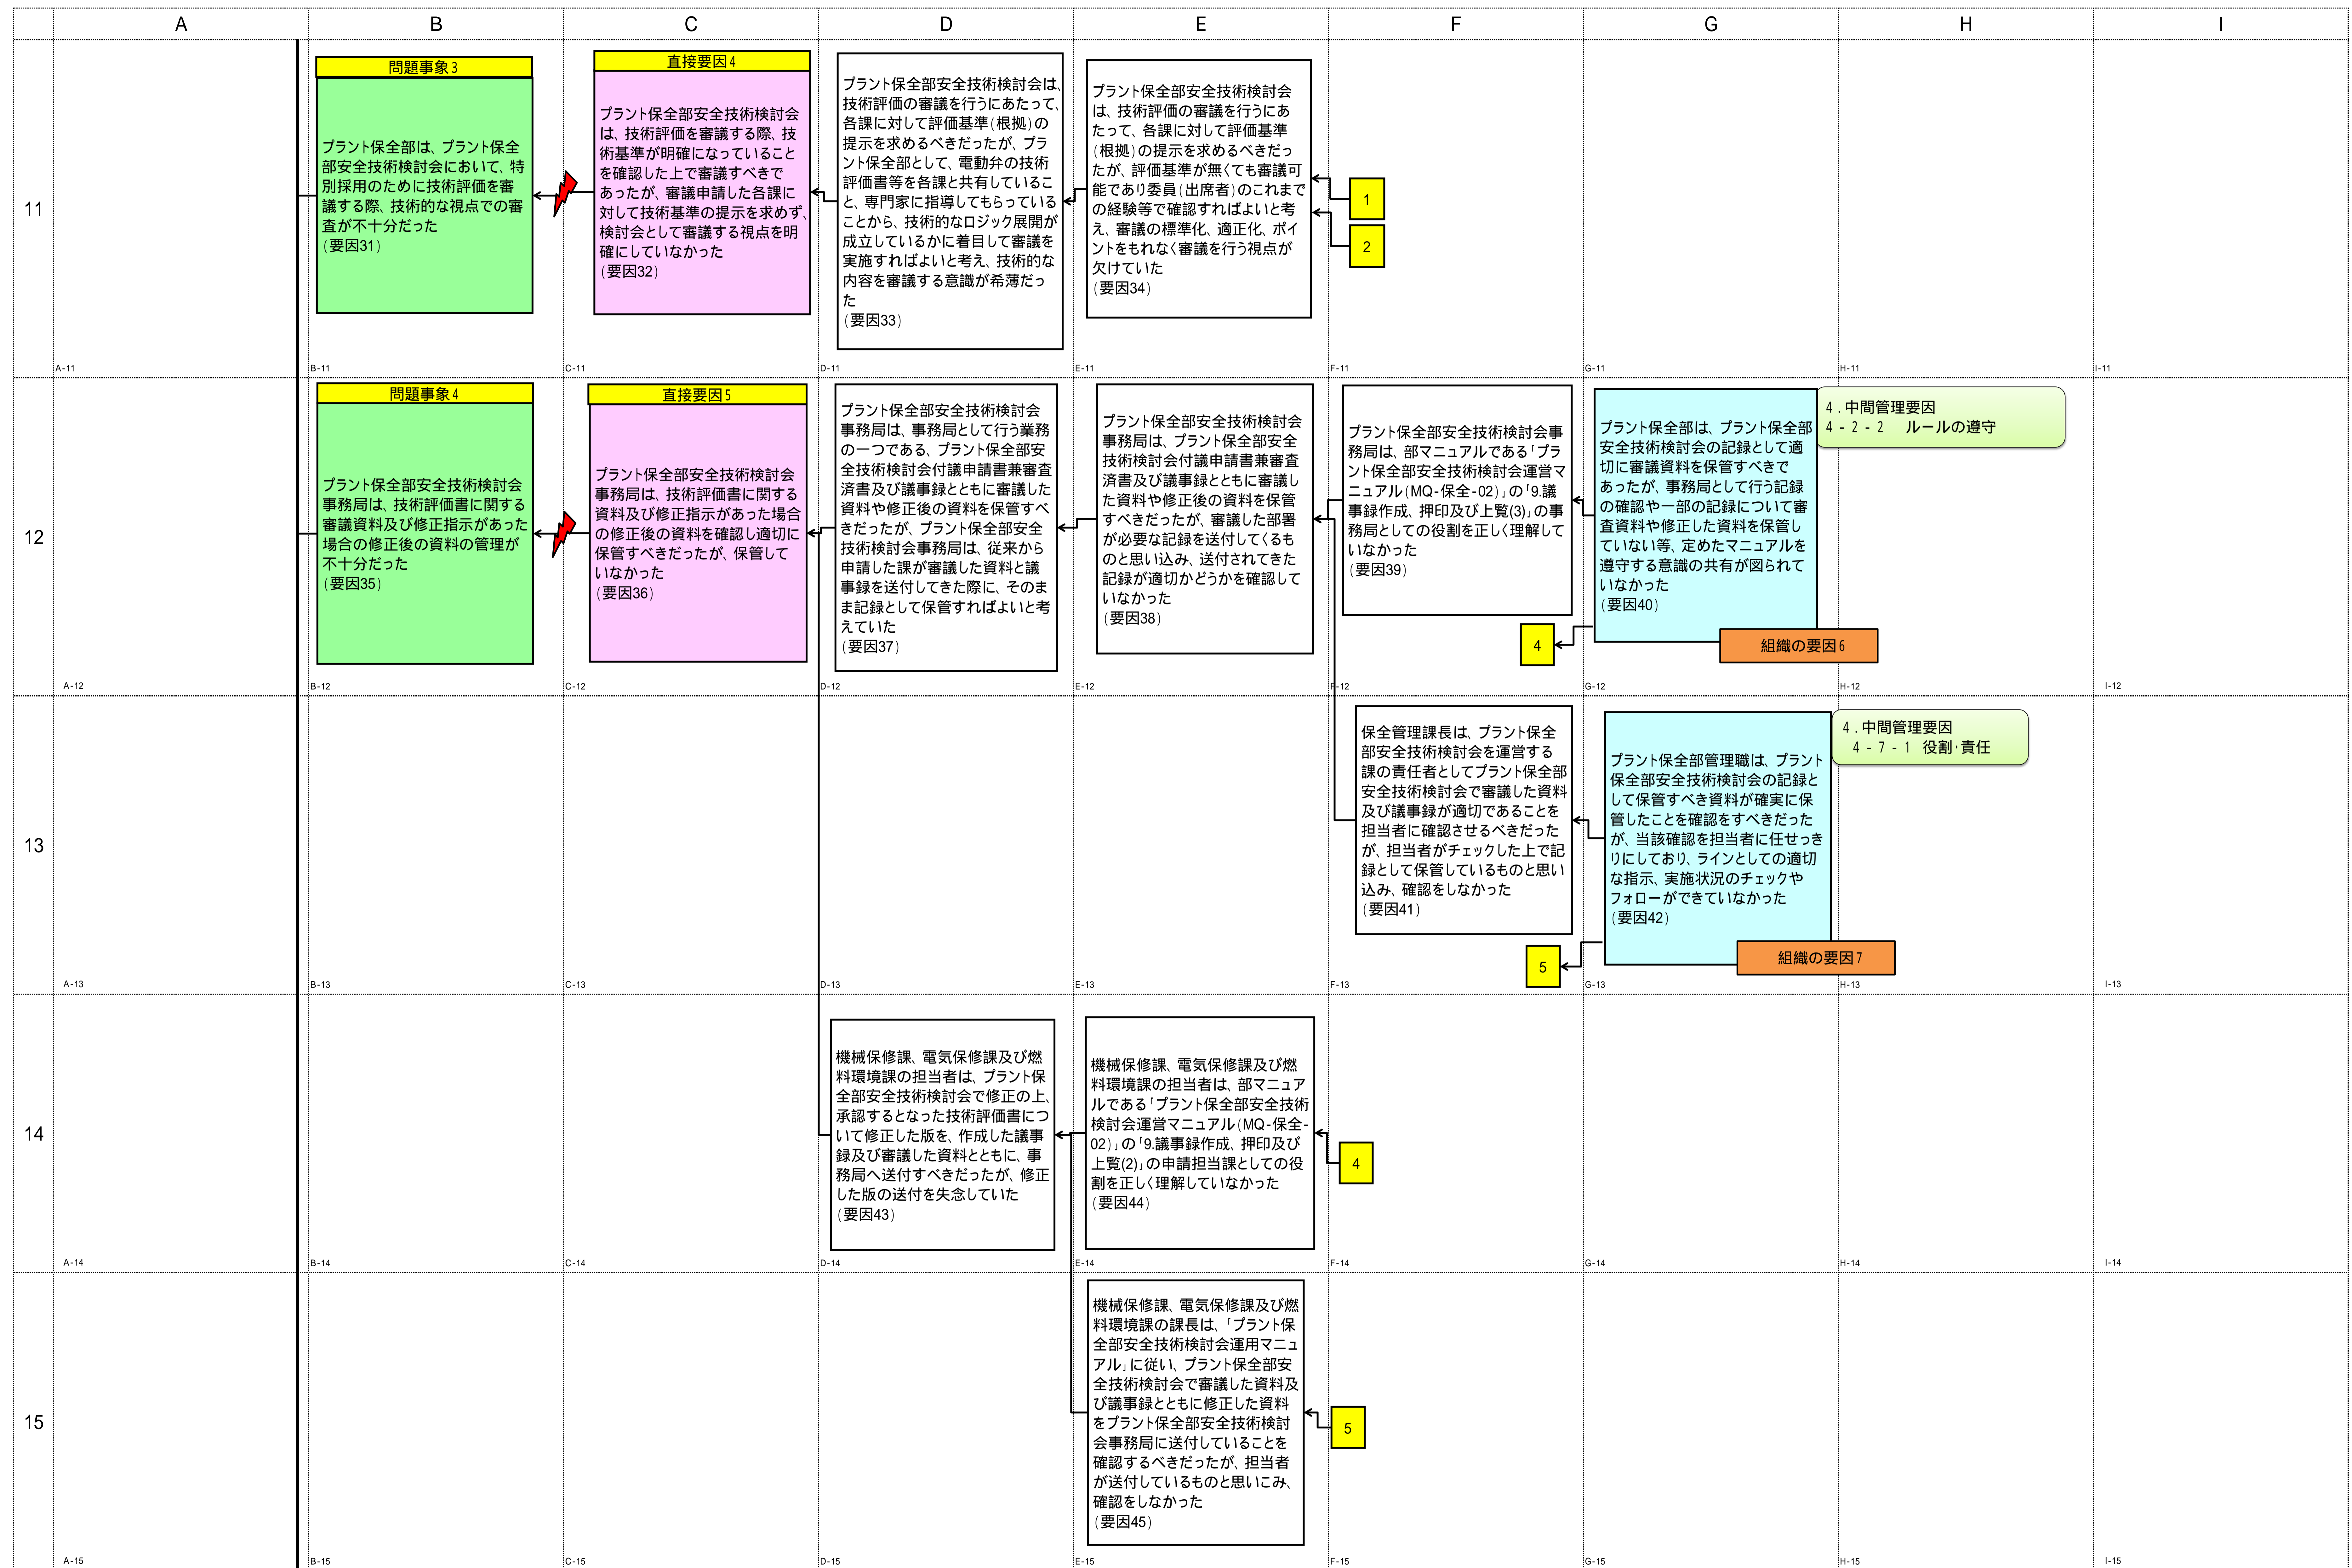 A
B
C
D
E
F
G
H
I
11
問題事象3
プラント保全部は、プラント保全
部安全技術検討会において、特
別採用のために技術評価を審
議する際、技術的な視点での審
査が不十分だった
(要因31)
直接要因4
プラント保全部安全技術検討会
は、技術評価を審議する際、技
術基準が明確になっていること
を確認した上で審議すべきで
あったが、審議申請した各課に
対して技術基準の提示を求めず、
検討会として審議する視点を明
確にしていなかった
(要因32)
プラント保全部安全技術検討会は、
技術評価の審議を行うにあたって、
各課に対して評価基準(根拠)の
提示を求めるべきだったが、プラ
ント保全部として、電動弁の技術
評価書等を各課と共有しているこ
と、専門家に指導してもらっている
ことから、技術的なロジック展開が
成立しているかに着目して審議を
実施すればよいと考え、技術的な
内容を審議する意識が希薄だっ
た
(要因33)
プラント保全部安全技術検討会
は、技術評価の審議を行うにあ
たって、各課に対して評価基準
(根拠)の提示を求めるべきだっ
たが、評価基準が無くても審議可
能であり委員(出席者)のこれまで
の経験等で確認すればよいと考
え、審議の標準化、適正化、ポイ
ントをもれなく審議を行う視点が
欠けていた
(要因34)
1
2
A-11
B-11
C-11
D-11
E-11
F-11
G-11
H-11
I-11
12
問題事象4
プラント保全部安全技術検討会
事務局は、技術評価書に関する
審議資料及び修正指示があった
場合の修正後の資料の管理が
不十分だった
(要因35)
直接要因5
プラント保全部安全技術検討会
事務局は、技術評価書に関する
資料及び修正指示があった場合
の修正後の資料を確認し適切に
保管すべきだったが、保管して
いなかった
(要因36)
プラント保全部安全技術検討会
事務局は、事務局として行う業務
の一つである、プラント保全部安
全技術検討会付議申請書兼審査
済書及び議事録とともに審議した
資料や修正後の資料を保管すべ
きだったが、プラント保全部安全
技術検討会事務局は、従来から
申請した課が審議した資料と議
事録を送付してきた際に、そのま
ま記録として保管すればよいと考
えていた
(要因37)
プラント保全部安全技術検討会
事務局は、プラント保全部安全
技術検討会付議申請書兼審査
済書及び議事録とともに審議し
た資料や修正後の資料を保管
すべきだったが、審議した部署
が必要な記録を送付してくるも
のと思い込み、送付されてきた
記録が適切かどうかを確認して
いなかった
(要因38)
プラント保全部安全技術検討会事
務局は、部マニュアルである「プラ
ント保全部安全技術検討会運営マ
ニュアル(MQ-保全-02)」の「9.議
事録作成、押印及び上覧(3)」の事
務局としての役割を正しく理解して
いなかった
(要因39)
4
プラント保全部は、プラント保全部
安全技術検討会の記録として適
切に審議資料を保管すべきで
あったが、事務局として行う記録
の確認や一部の記録について審
査資料や修正した資料を保管し
ていない等、定めたマニュアルを
遵守する意識の共有が図られて
いなかった
(要因40)
組織の要因6
4.中間管理要因
4-2-2 ルールの遵守
A-12
B-12
C-12
D-12
E-12
F-12
G-12
H-12
I-12
13
保全管理課長は、プラント保全
部安全技術検討会を運営する
課の責任者としてプラント保全部
安全技術検討会で審議した資料
及び議事録が適切であることを
担当者に確認させるべきだった
が、担当者がチェックした上で記
録として保管しているものと思い
込み、確認をしなかった
(要因41)
5
プラント保全部管理職は、プラント
保全部安全技術検討会の記録と
して保管すべき資料が確実に保
管したことを確認をすべきだった
が、当該確認を担当者に任せっき
りにしており、ラインとしての適切
な指示、実施状況のチェックや
フォローができていなかった
(要因42)
組織の要因7
4.中間管理要因
4-7-1 役割・責任
A-13
B-13
C-13
D-13
E-13
F-13
G-13
H-13
I-13
14
機械保修課、電気保修課及び燃
料環境課の担当者は、プラント保
全部安全技術検討会で修正の上、
承認するとなった技術評価書につ
いて修正した版を、作成した議事
録及び審議した資料とともに、事
務局へ送付すべきだったが、修正
した版の送付を失念していた
(要因43)
機械保修課、電気保修課及び燃
料環境課の担当者は、部マニュア
ルである「プラント保全部安全技術
検討会運営マニュアル(MQ-保全-
02)」の「9.議事録作成、押印及び
上覧(2)」の申請担当課としての役
割を正しく理解していなかった
(要因44)
4
A-14
B-14
C-14
D-14
E-14
F-14
G-14
H-14
I-14
15
機械保修課、電気保修課及び燃
料環境課の課長は、「プラント保
全部安全技術検討会運用マニュ
アル」に従い、プラント保全部安
全技術検討会で審議した資料及
び議事録とともに修正した資料
をプラント保全部安全技術検討
会事務局に送付していることを
確認するべきだったが、担当者
が送付しているものと思いこみ、
確認をしなかった
(要因45)
5
A-15
B-15
C-15
D-15
E-15
F-15
G-15
H-15
I-15